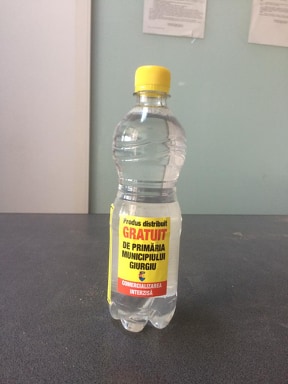 Produs distribuit
GRATUIT
DE PRIMĂRIA
MUNICIPIULUI
GIURGIU
COMERCIALIZAREA
INTERZISĂ